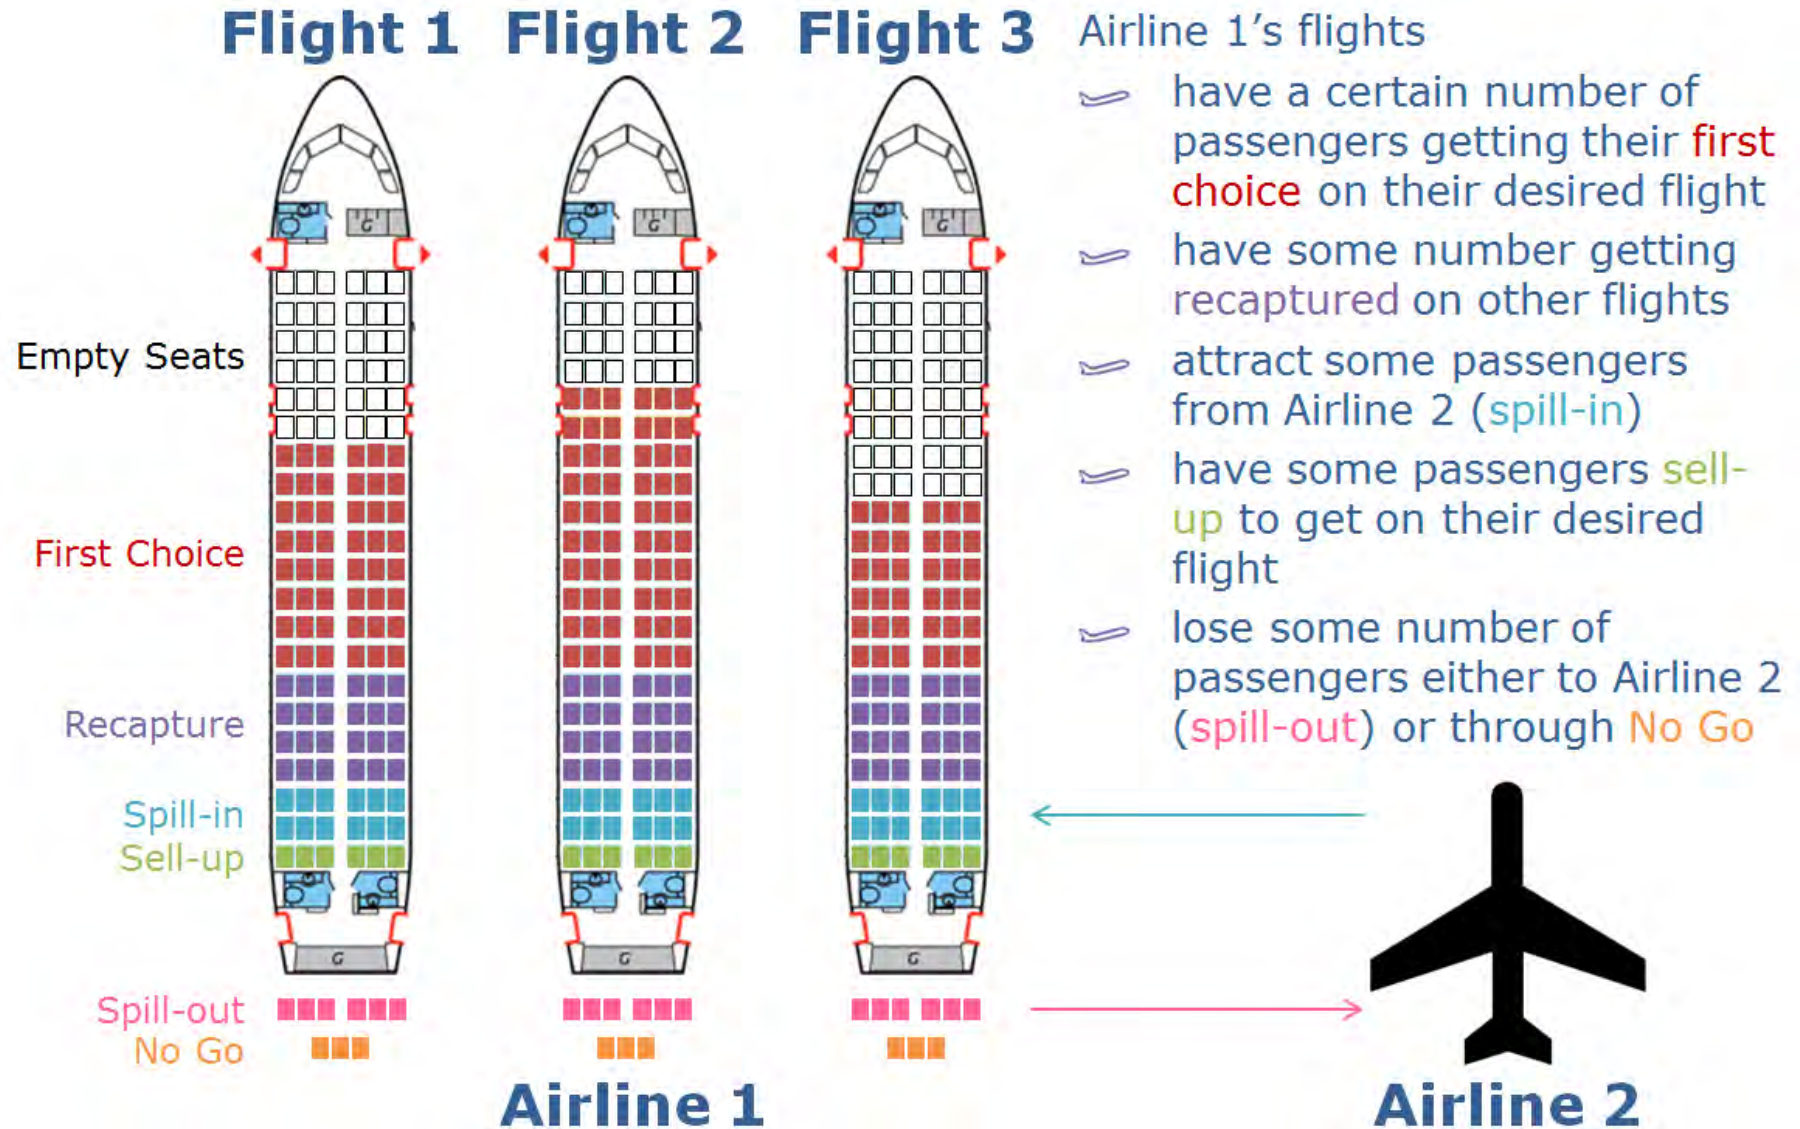 Flight 1
Flight 2
Flight 3
Airline 1’s flights
have a certain number of
passengers getting their first
choice on their desired flight
have some number getting
recaptured on other flights
attract some passengers
from Airline 2 (spill-in)
have some passengers sell-
up to get on their desired
flight
lose some number of
passengers either to Airline 2
(spill-out) or through No Go
Empty Seats
First Choice
Recapture
Spill-in
Sell-up
Spill-out
No Go
G
G
G
G
G
G
Airline 1
Airline 2